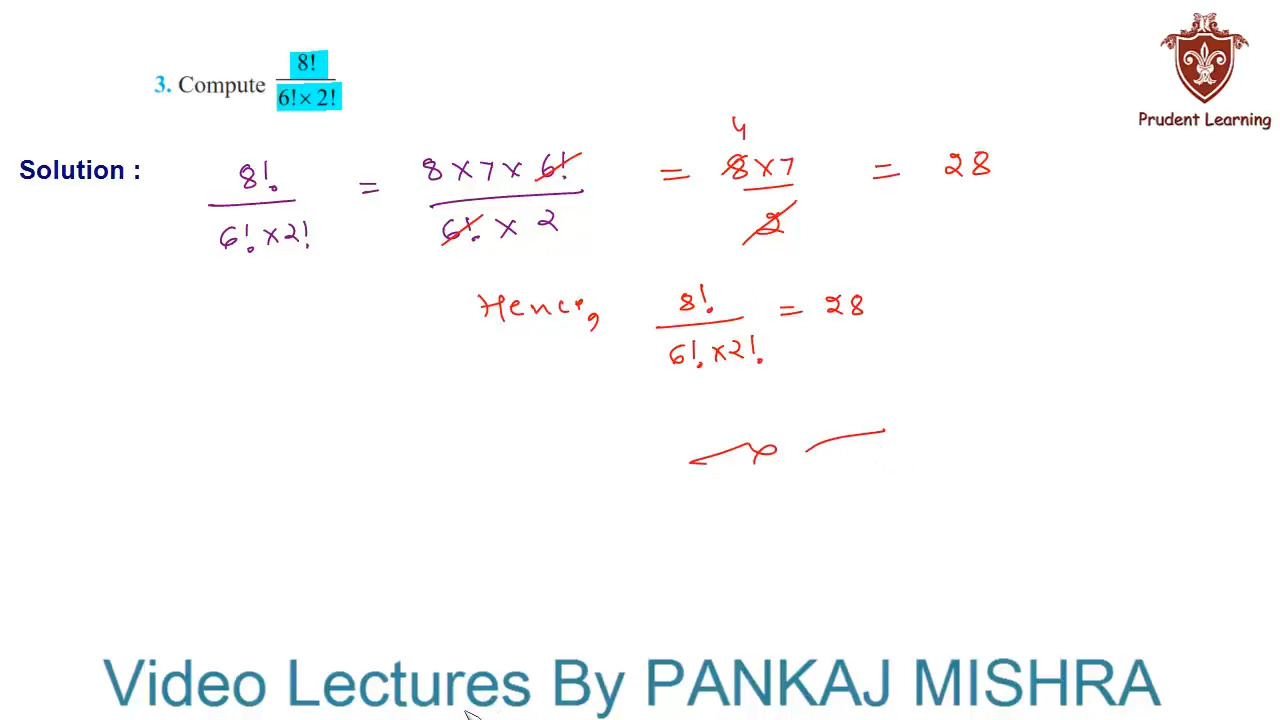 Prudent Learning
3. Compute 8! / 6! × 2!
Solution : 8! / 6! × 2! = 8 × 7 × 6! / 6! × 2 = 4 8 × 7 / 2 = 28
Hence, 8! / 6! × 2! = 28
Video Lectures By PANKAJ MISHRA